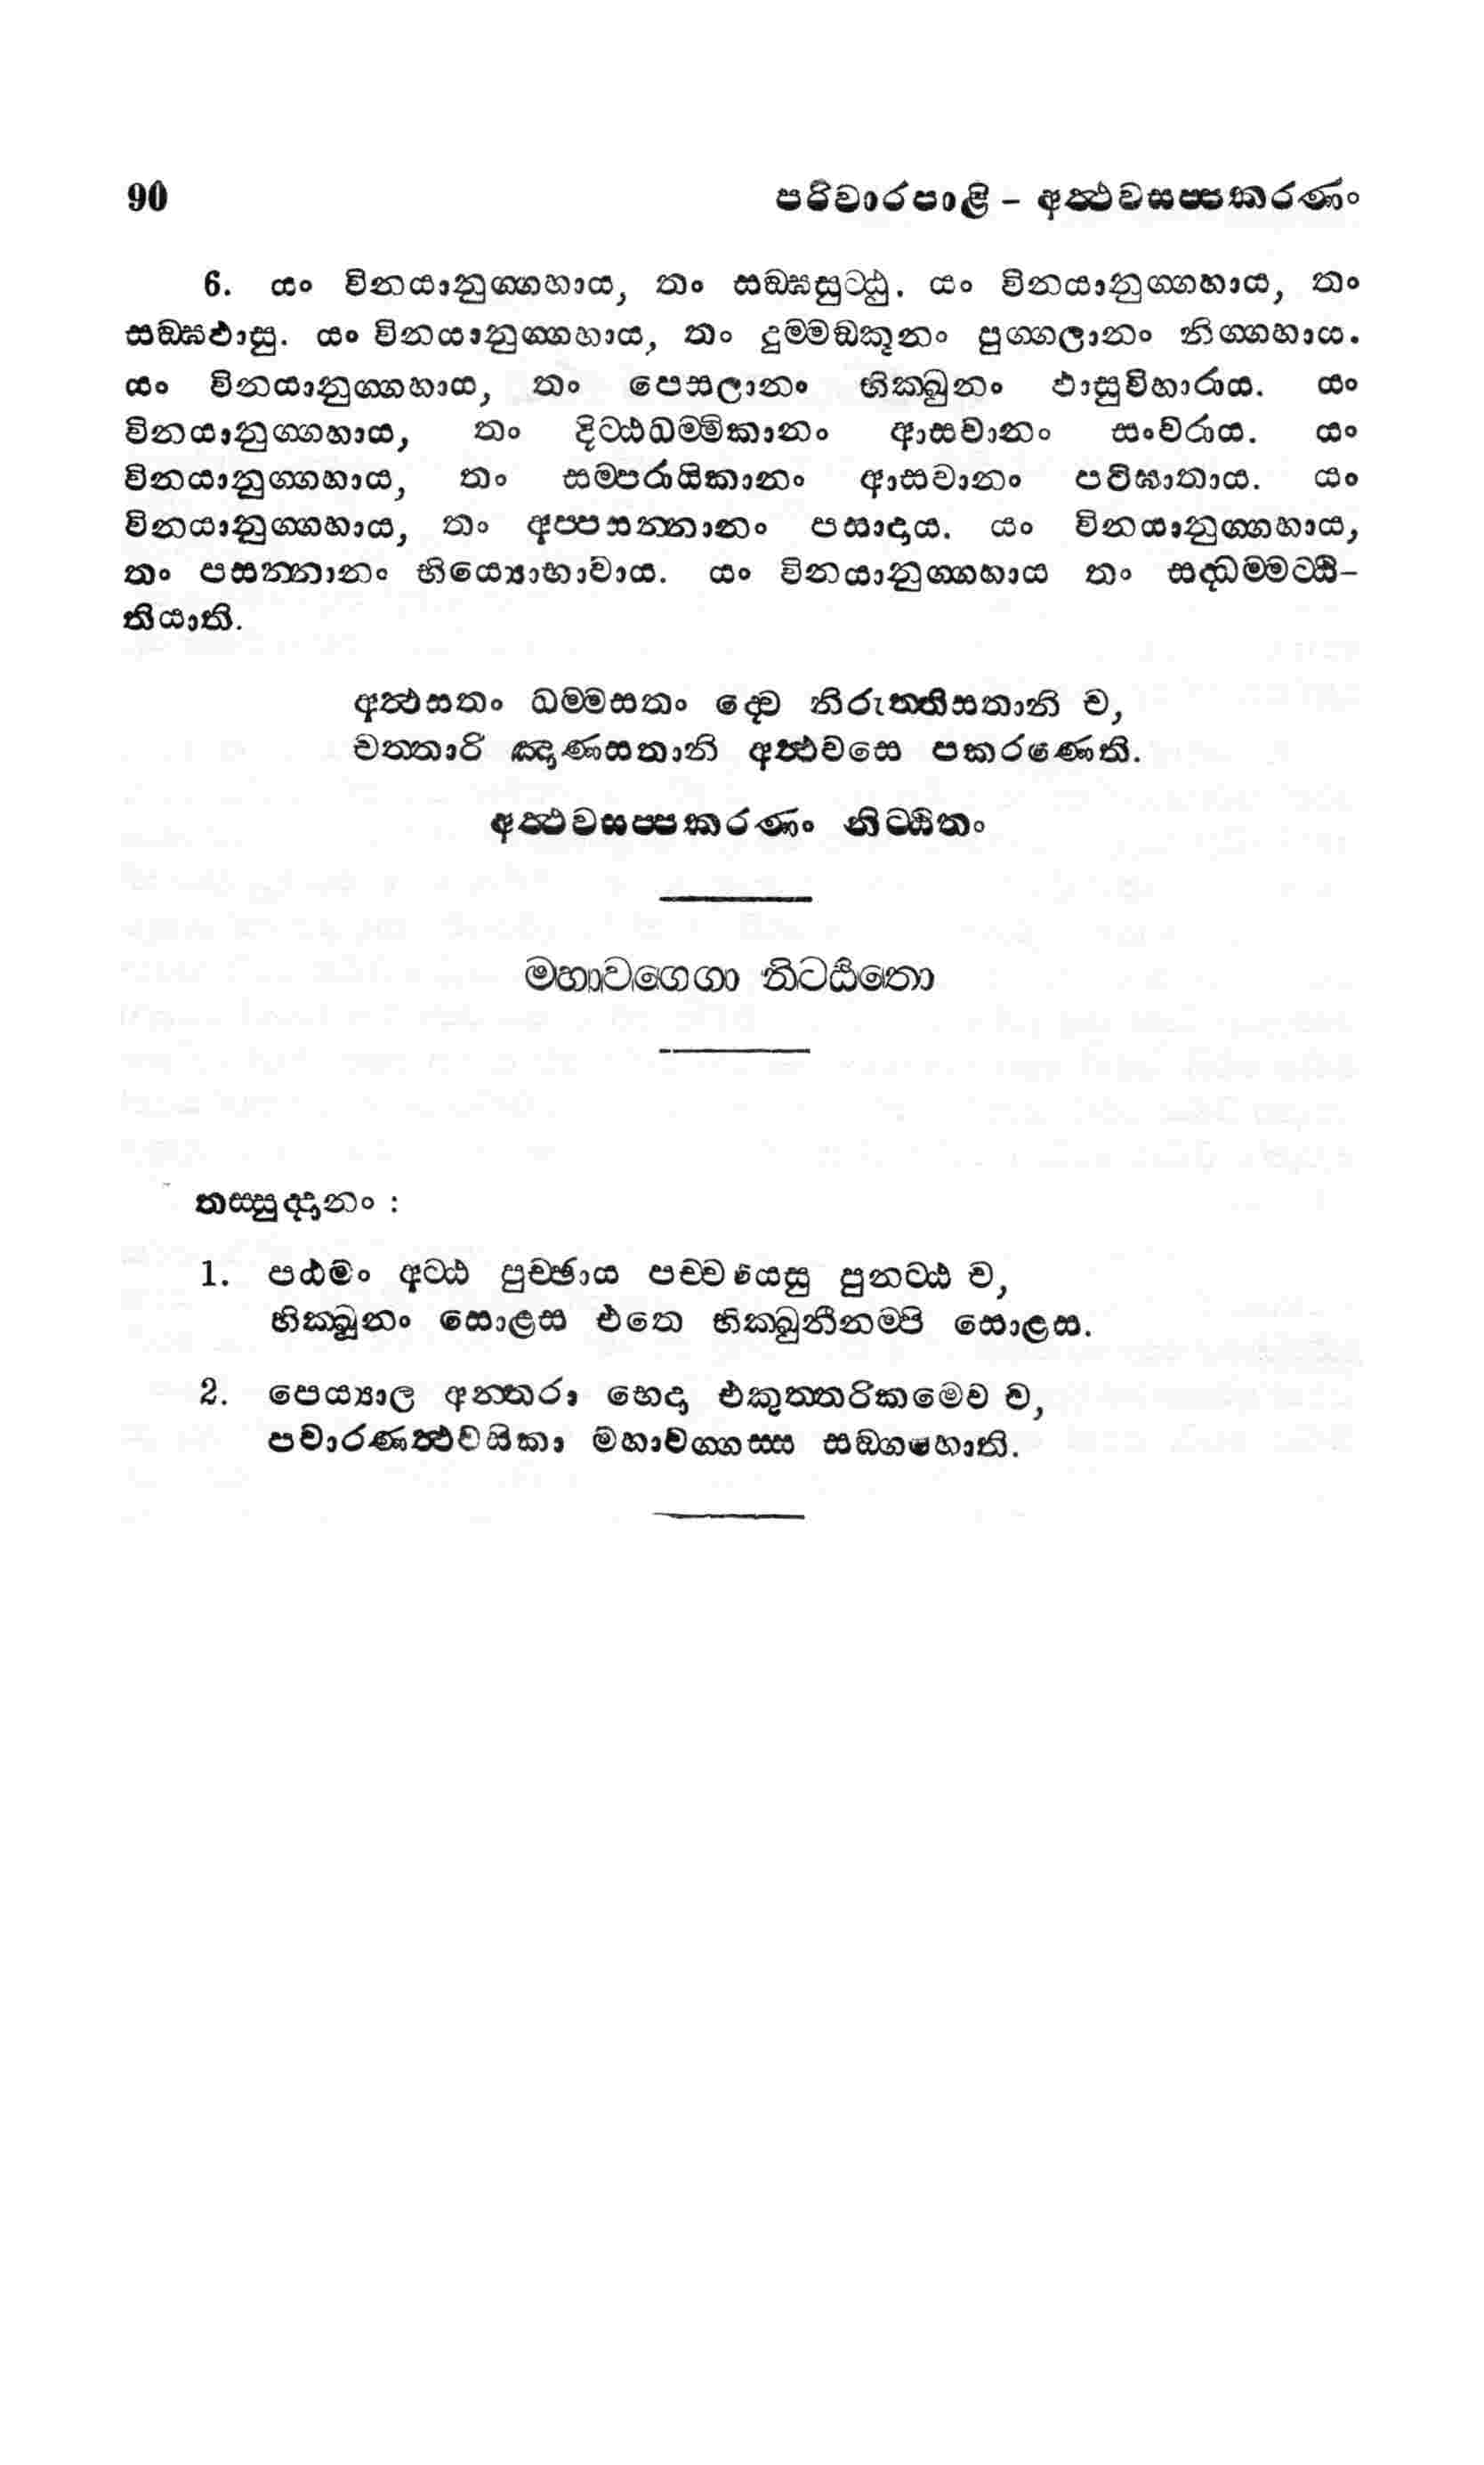 90 පරිවාරපාළි – අත්‍ථවසප්පකරණං
6. යං විනයානුග්ගහාය, තං සඞ්ඝසුට්ඨු. යං විනයානුග්ගහාය, තං
සඞ්ඝඵාසු. යං විනයානුග්ගහාය, තං දුම්මඞ්කූනං පුග්ගලානං නිග්ගහාය.
යං විනයානුග්ගහාය, තං පෙසලානං භික්ඛුනං ඵාසුවිහාරාය. යං
විනයානුග්ගහාය, තං දිට්ඨධම්මිකානං ආසවානං සංවරාය. යං
විනයානුග්ගහාය, තං සම්පරායිකානං ආසවානං පටිඝාතාය. යං
විනයානුග්ගහාය, තං අප්පසන්නානං පසාදාය. යං විනයානුග්ගහාය,
තං පසන්නානං භිය්‍යොභාවාය. යං විනයානුග්ගහාය තං සද්ධම්මට්ඨි-
තියාති.
අත්‍ථසතං ධම්මසතං ද්වෙ නිරුත්තිසතානි ච,
චත්තාරි ඤාණසතානි අත්‍ථවසෙ පකරණෙති.
අත්‍ථවසප්පකරණං නිට්ඨිතං
මහාවග්ගො නිට්ඨිතො
තස්සුද්දානං :
1. පඨමං අට්ඨ පුච්ඡාය පච්චයෙසු පුනට්ඨ ච,
භික්ඛූනං සොළස එතෙ භික්ඛුනීනම්පි සොළස.
2. පෙය්‍යාල අන්තරා භෙදා එකුත්තරිකමෙව ච,
පවාරණත්‍ථවසිකා මහාවග්ගස්ස සඞ්ගහොති.